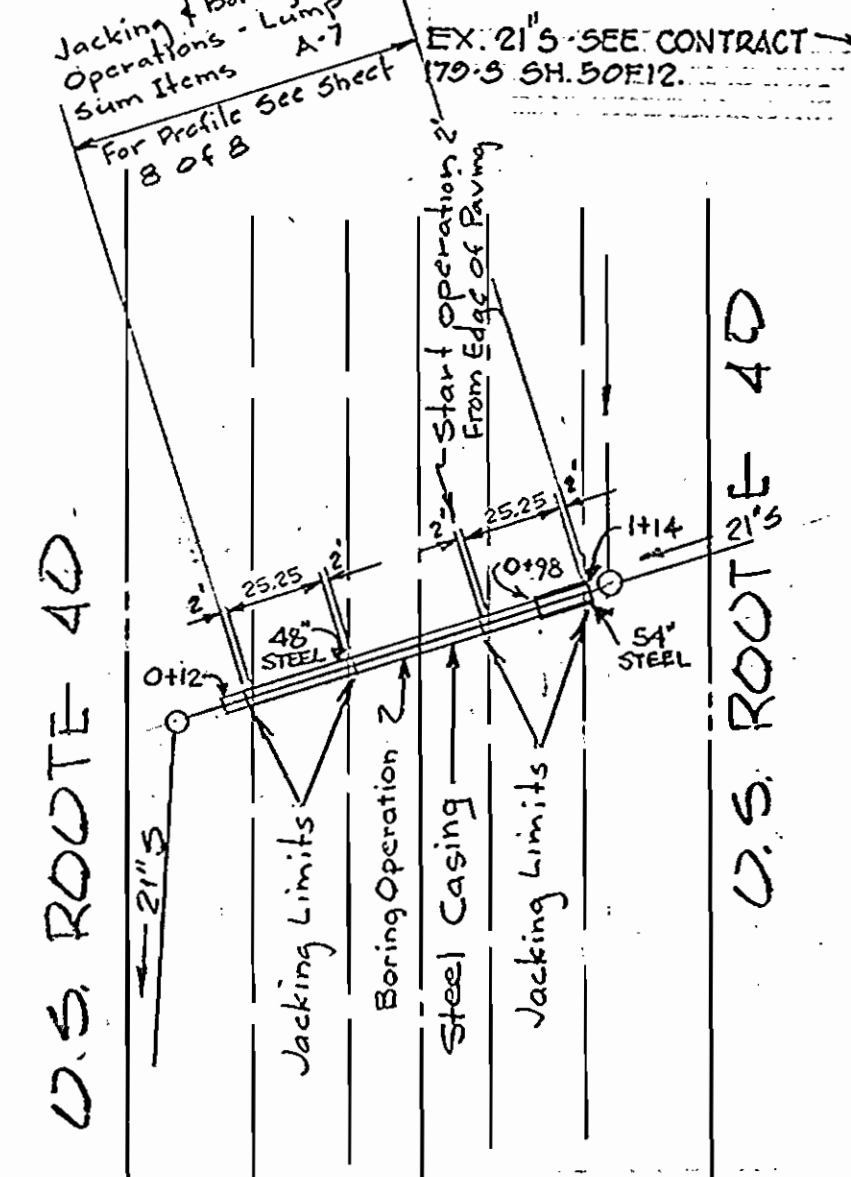 Jacking &
Operations - Lump
Sum Items A-7
For Profile See Sheet
8 of 8
EX. 21"S SEE CONTRACT
179-S SH. 5 OF 12.
Start operation 2'
From Edge of Paving
U.S. ROUTE 40
U.S. ROUTE 40
2'
25.25
2'
2'
25.25
2'
0+12
48"
STEEL
0+98
1+14
54"
STEEL
21"S
21"S
Jacking Limits
Boring Operation
Steel Casing
Jacking Limits